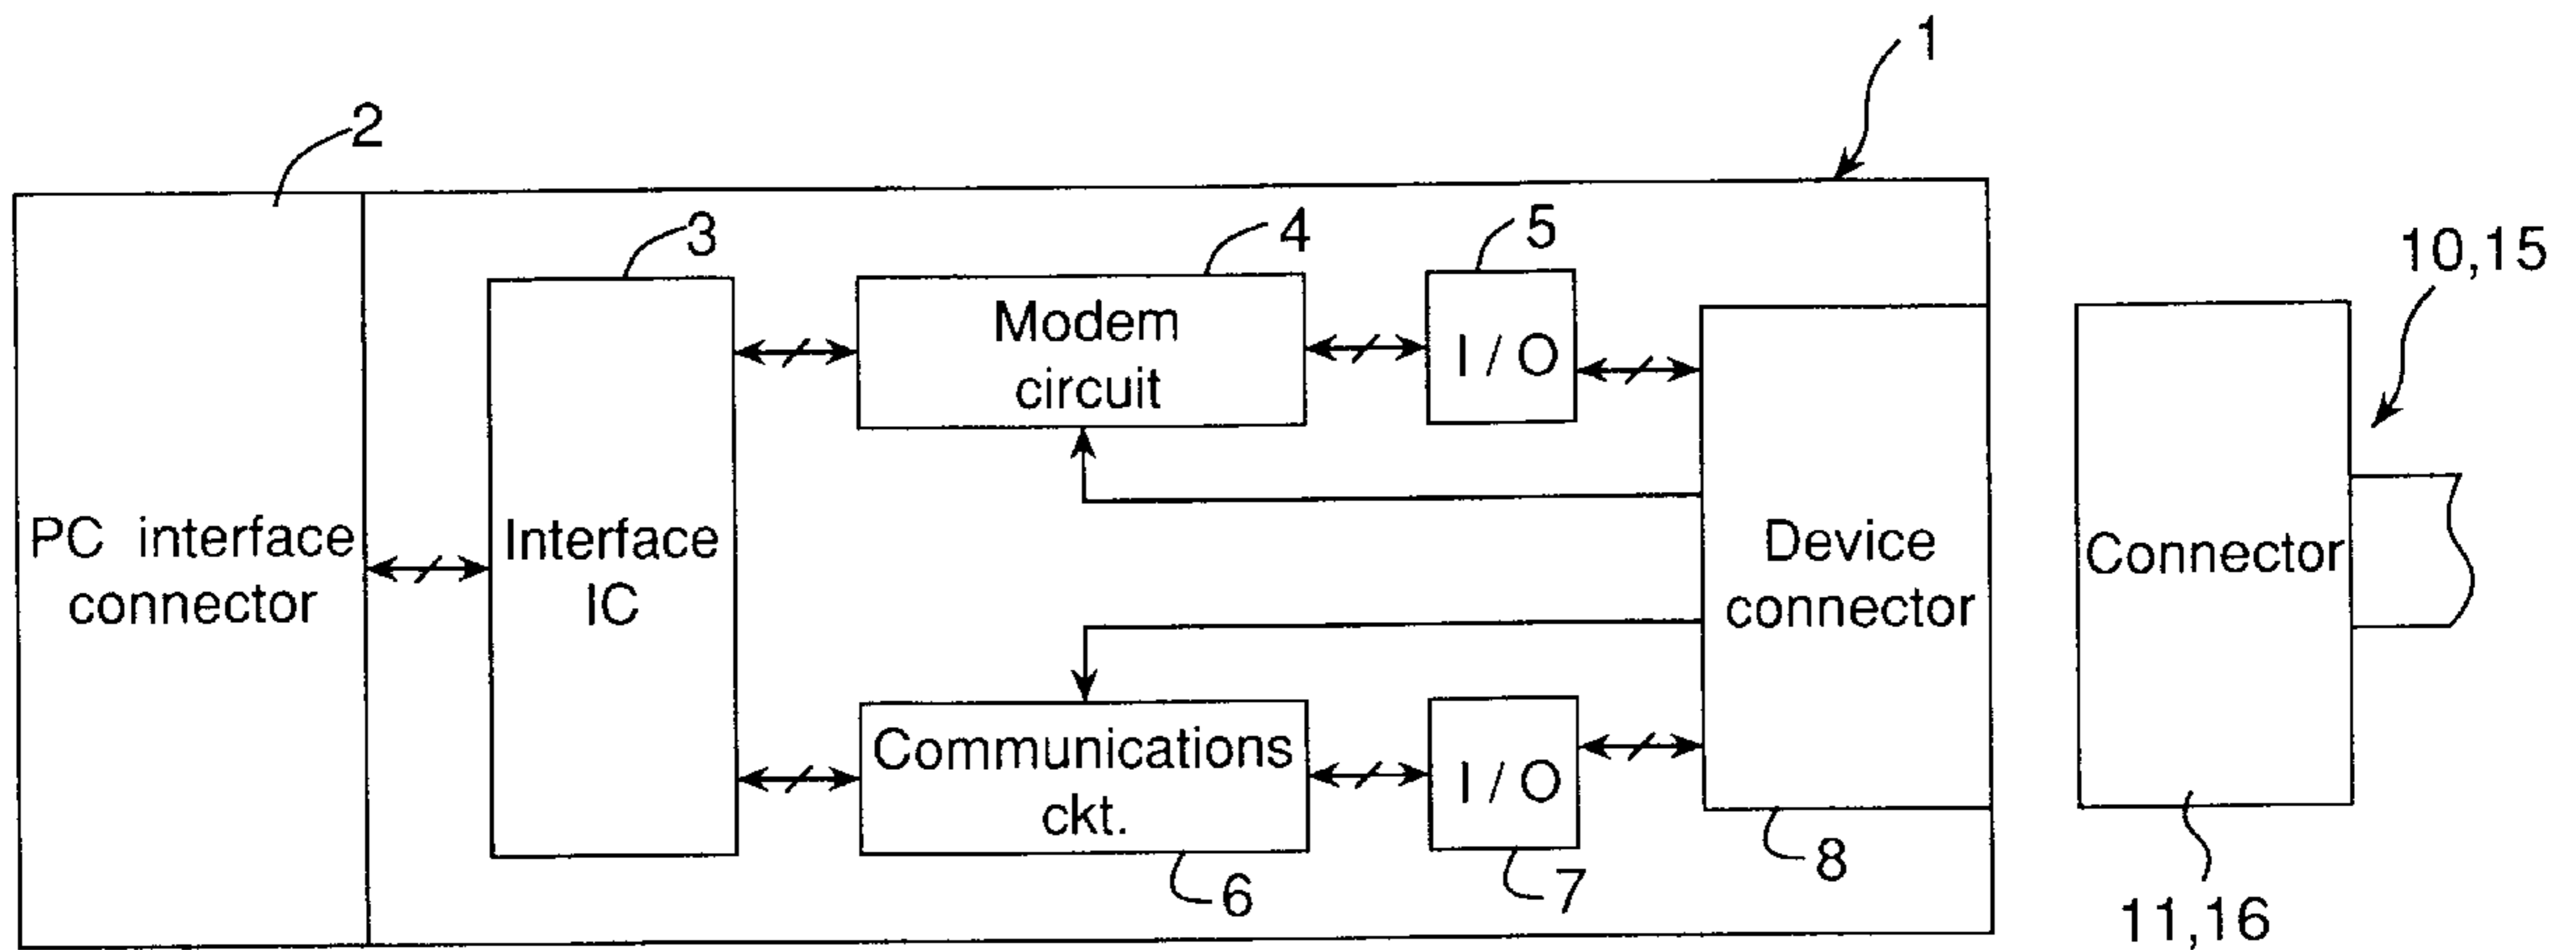 1
2
3
4
5
10,15
PC interface
connector
Interface
IC
Modem
circuit
I / O
Device
connector
Connector
Communications
ckt.
I / O
6
7
8
11,16